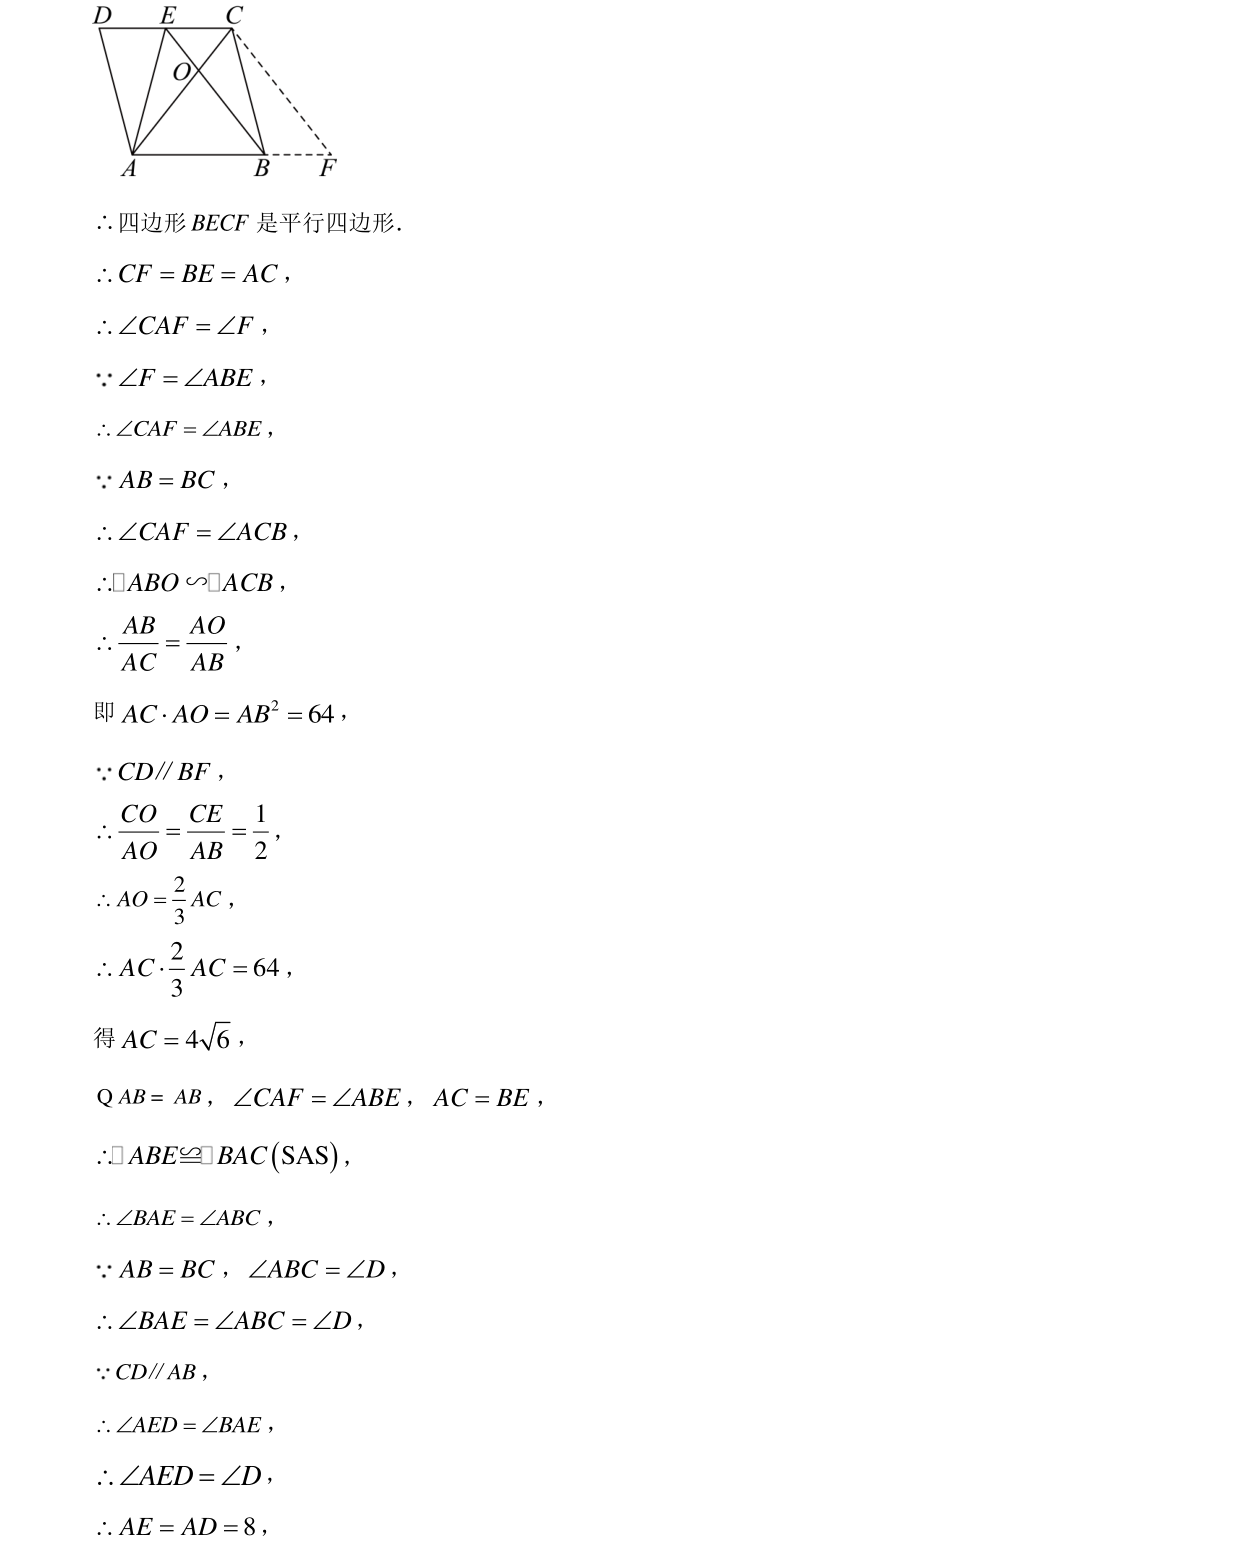 D E C
O
A B F
∴四边形BECF 是平行四边形.
∴CF = BE = AC，
∴∠CAF = ∠F，
∵∠F = ∠ABE，
∴∠CAF = ∠ABE，
∵AB = BC，
∴∠CAF = ∠ACB，
∴□ABO∽□ACB，
∴AB/AC = AO/AB，
即 AC·AO = AB² = 64，
∵CD∥BF，
∴CO/AO = CE/AB = 1/2，
∴AO = 2/3 AC，
∴AC·2/3 AC = 64，
得 AC = 4√6，
Q AB = AB，∠CAF = ∠ABE，AC = BE，
∴□ABE≌□BAC(SAS)，
∴∠BAE = ∠ABC，
∵AB = BC，∠ABC = ∠D，
∴∠BAE = ∠ABC = ∠D，
∵CD∥AB，
∴∠AED = ∠BAE，
∴∠AED = ∠D，
∴AE = AD = 8，